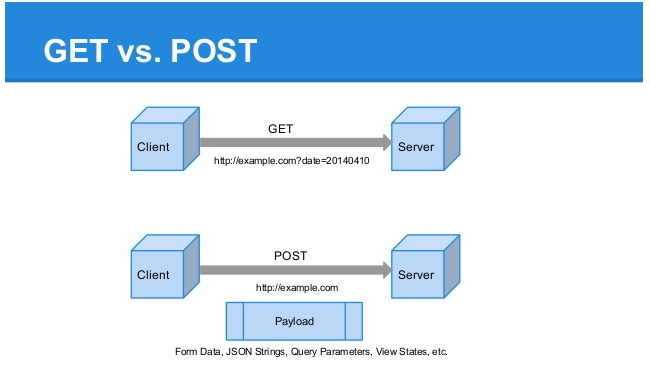 GET vs. POST
GET
Client
Server
http://example.com?date=20140410
POST
Client
Server
http://example.com
Payload
Form Data, JSON Strings, Query Parameters, View States, etc.